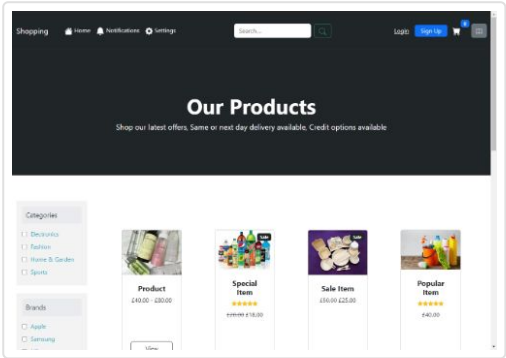 Shopping Home Notifications Settings Search... Login Sign Up 0
Our Products
Shop our latest offers, Same or next day delivery available, Credit options available
Categories
Electronics
Fashion
Home & Garden
Sports
Brands
Apple
Samsung
Product
£40.00 - £80.00
View
Sale
Special
Item
£20.00 £18.00
Sale
Sale Item
£50.00 £25.00
Popular
Item
£40.00